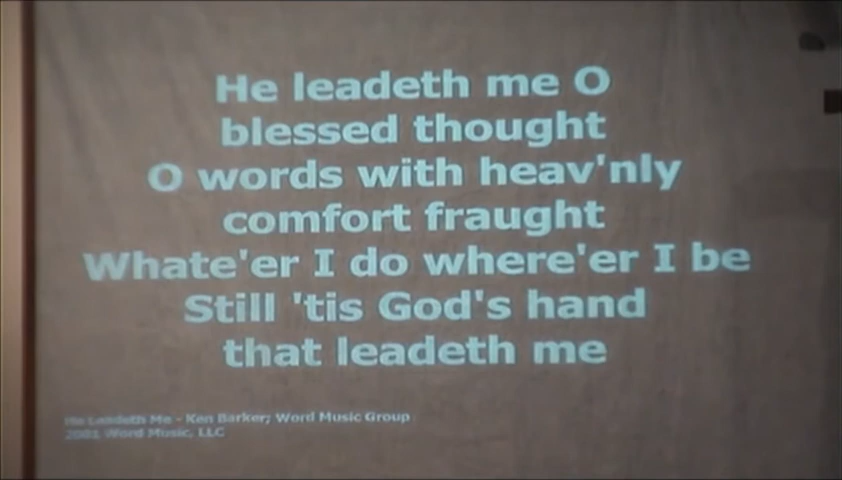 He leadeth me O
blessed thought
O words with heav'nly
comfort fraught
Whate'er I do where'er I be
Still 'tis God's hand
that leadeth me
He Leadeth Me - Ken Barker; Word Music Group
2001 Word Music, LLC